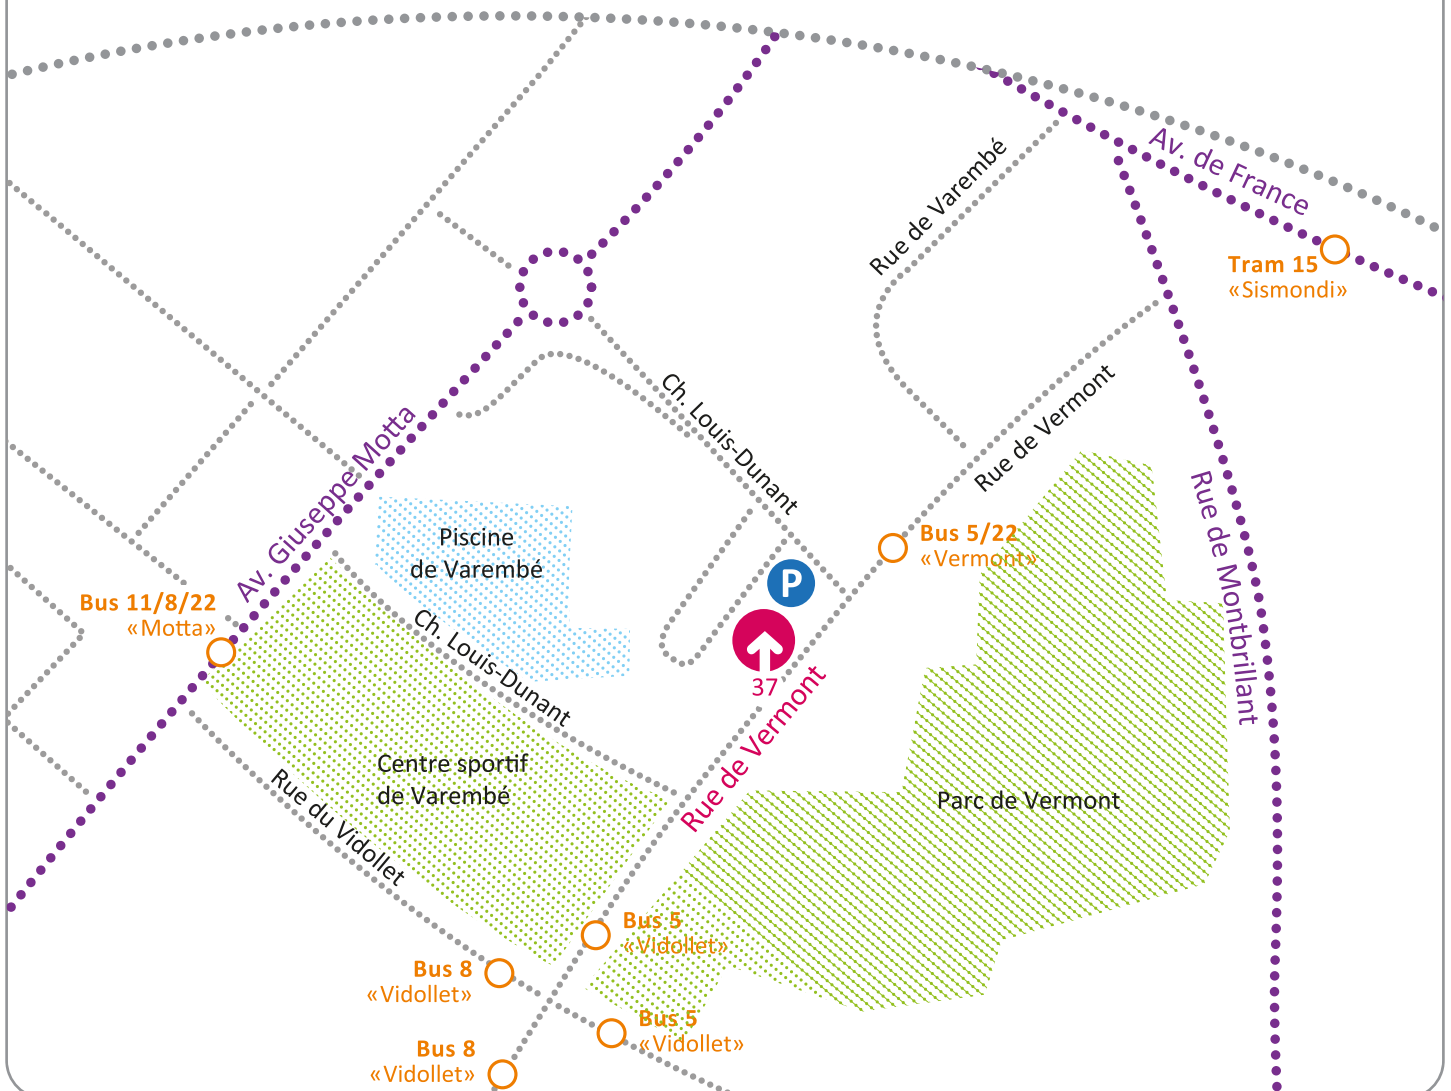 Av. de France
Rue de Varembé
Tram 15
«Sismondi»
Ch. Louis-Dunant
Rue de Vermont
Av. Giuseppe Motta
Rue de Montbrillant
Piscine
de Varembé
Bus 5/22
«Vermont»
P
Bus 11/8/22
«Motta»
Ch. Louis-Dunant
37
Rue de Vermont
Centre sportif
de Varembé
Rue du Vidollet
Parc de Vermont
Bus 5
«Vidollet»
Bus 8
«Vidollet»
Bus 5
«Vidollet»
Bus 8
«Vidollet»